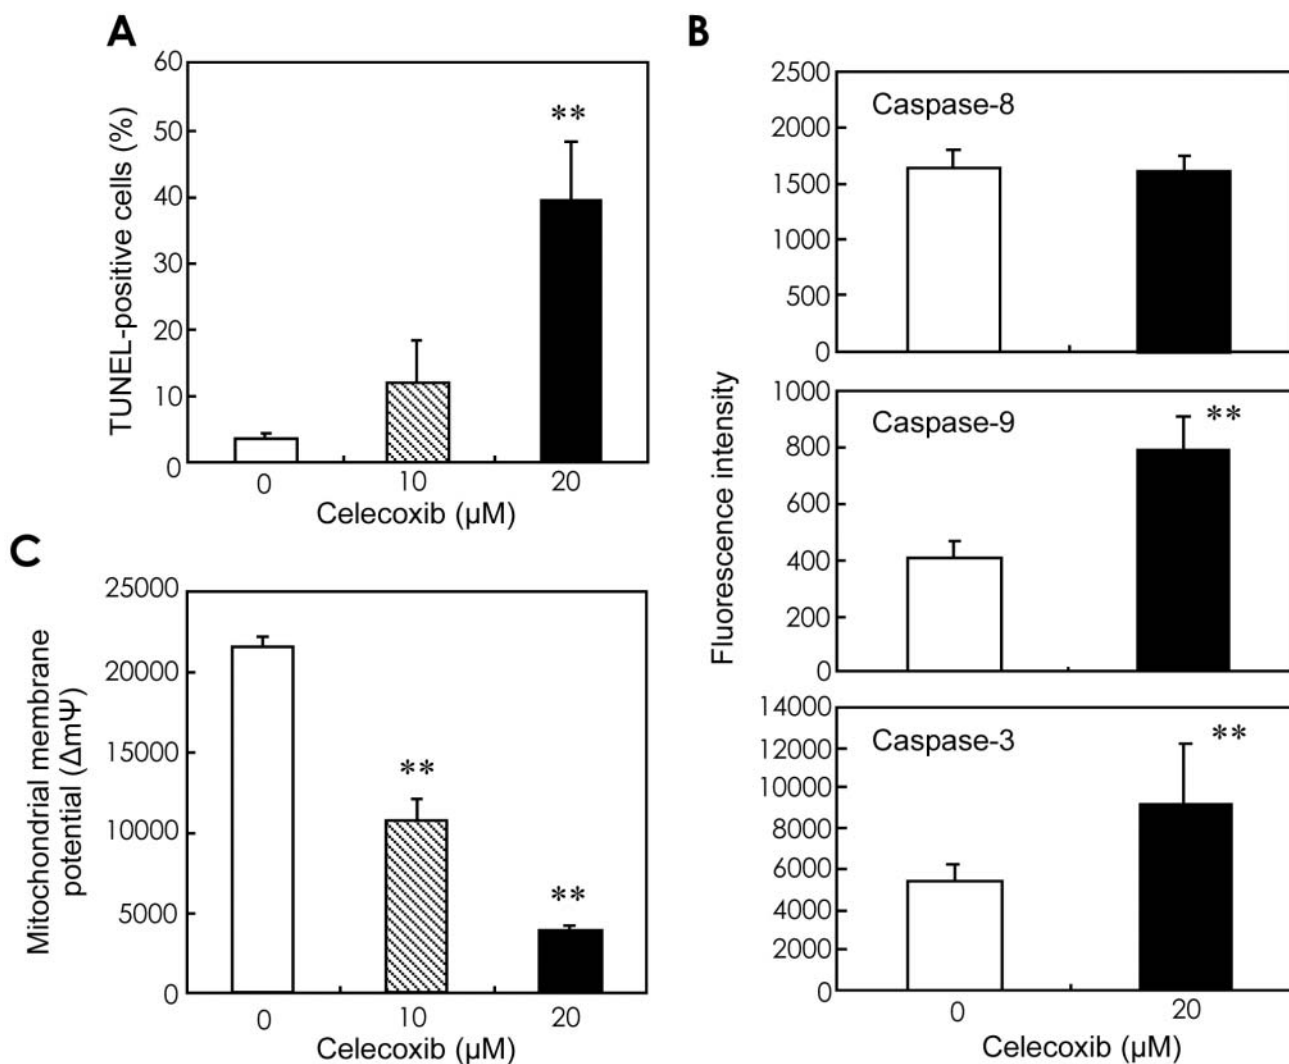 A
TUNEL-positive cells (%)
60
50
40
30
20
10
0
**
0 10 20
Celecoxib (µM)
B
Fluorescence intensity
2500
2000
1500
1000
500
0
Caspase-8
1000
800
600
400
200
0
Caspase-9
**
14000
12000
10000
8000
6000
4000
2000
0
Caspase-3
**
0 20
Celecoxib (µM)
C
Mitochondrial membrane
potential (ΔmΨ)
25000
20000
15000
10000
5000
0
**
**
0 10 20
Celecoxib (µM)